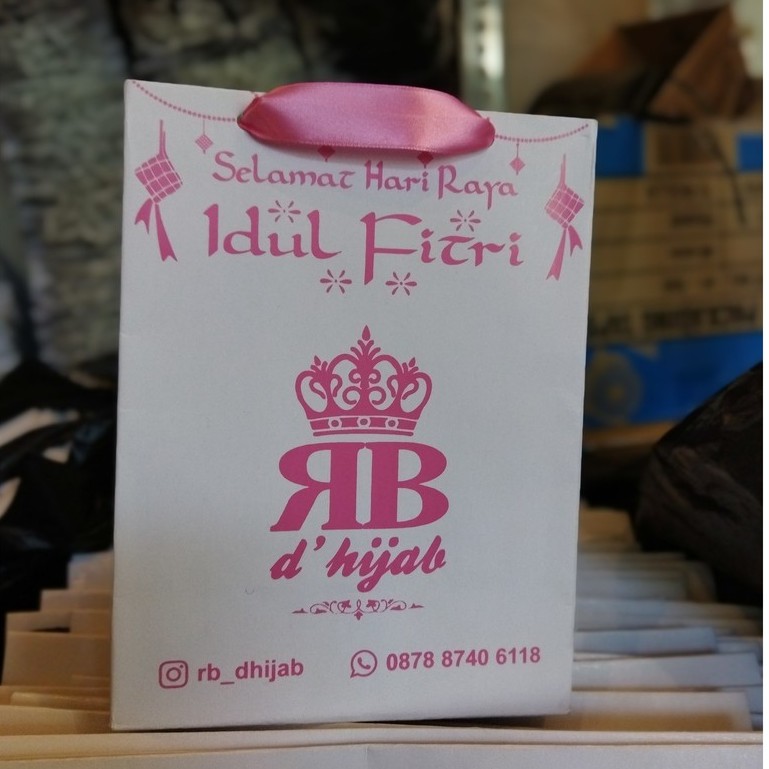 Selamat Hari Raya
Idul Fitri
RB
d'hijab
rb_dhijab
0878 8740 6118